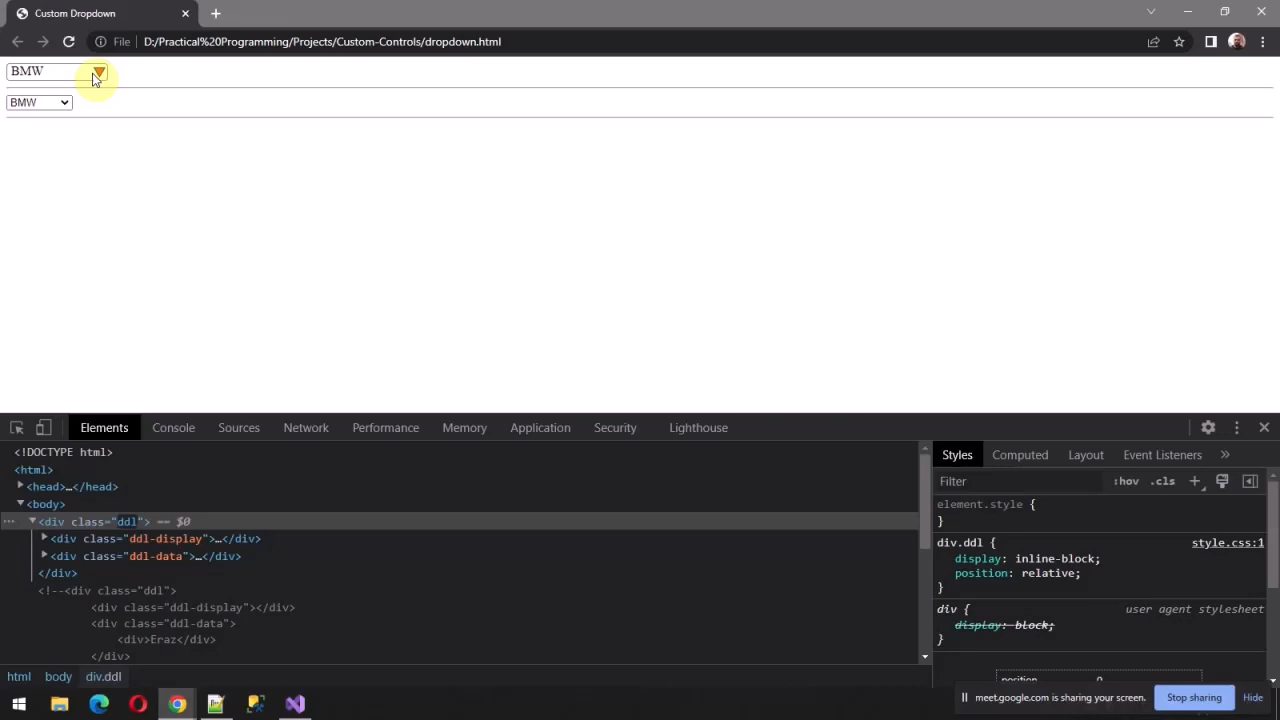 Custom Dropdown
File D:/Practical%20Programming/Projects/Custom-Controls/dropdown.html
BMW
BMW
Elements Console Sources Network Performance Memory Application Security Lighthouse
<!DOCTYPE html>
<html>
<head>…</head>
<body>
<div class="ddl"> == $0
<div class="ddl-display">…</div>
<div class="ddl-data">…</div>
</div>
<!--<div class="ddl">
<div class="ddl-display"></div>
<div class="ddl-data">
<div>Eraz</div>
</div>
html body div.ddl
Styles Computed Layout Event Listeners »
Filter :hov .cls +
element.style {
}
div.ddl { style.css:1
display: inline-block;
position: relative;
}
div { user agent stylesheet
display: block;
}
position 0
meet.google.com is sharing your screen. Stop sharing Hide